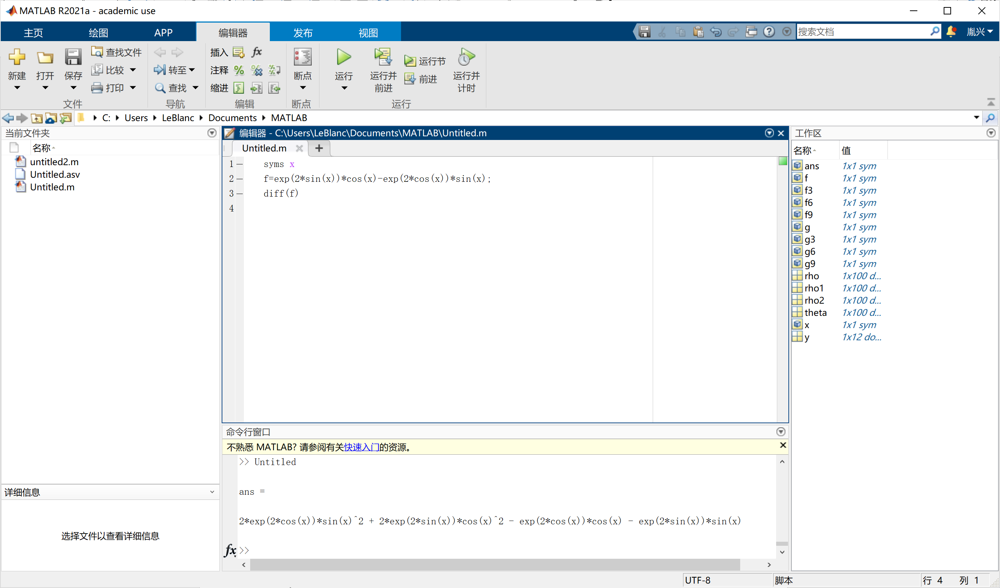 MATLAB R2021a - academic use
主页 绘图 APP 编辑器 发布 视图 搜索文档 胤兴
新建 打开 保存 查找文件 比较 打印 文件
转至 查找 导航
插入 fx
注释
缩进
编辑
断点 断点
运行 运行并前进 运行节 前进 运行并计时 运行
C: Users LeBlanc Documents MATLAB
当前文件夹
名称
untitled2.m
Untitled.asv
Untitled.m
详细信息
选择文件以查看详细信息
编辑器 - C:\Users\LeBlanc\Documents\MATLAB\Untitled.m
Untitled.m +
1 syms x
2 f=exp(2*sin(x))*cos(x)-exp(2*cos(x))*sin(x);
3 diff(f)
4
命令行窗口
不熟悉 MATLAB? 请参阅有关快速入门的资源。
>> Untitled
ans =
2*exp(2*cos(x))*sin(x)^2 + 2*exp(2*sin(x))*cos(x)^2 - exp(2*cos(x))*cos(x) - exp(2*sin(x))*sin(x)
fx >>
工作区
名称 值
ans 1x1 sym
f 1x1 sym
f3 1x1 sym
f6 1x1 sym
f9 1x1 sym
g 1x1 sym
g3 1x1 sym
g6 1x1 sym
g9 1x1 sym
rho 1x100 d...
rho1 1x100 d...
rho2 1x100 d...
theta 1x100 d...
x 1x1 sym
y 1x12 do...
UTF-8 脚本 行 4 列 1